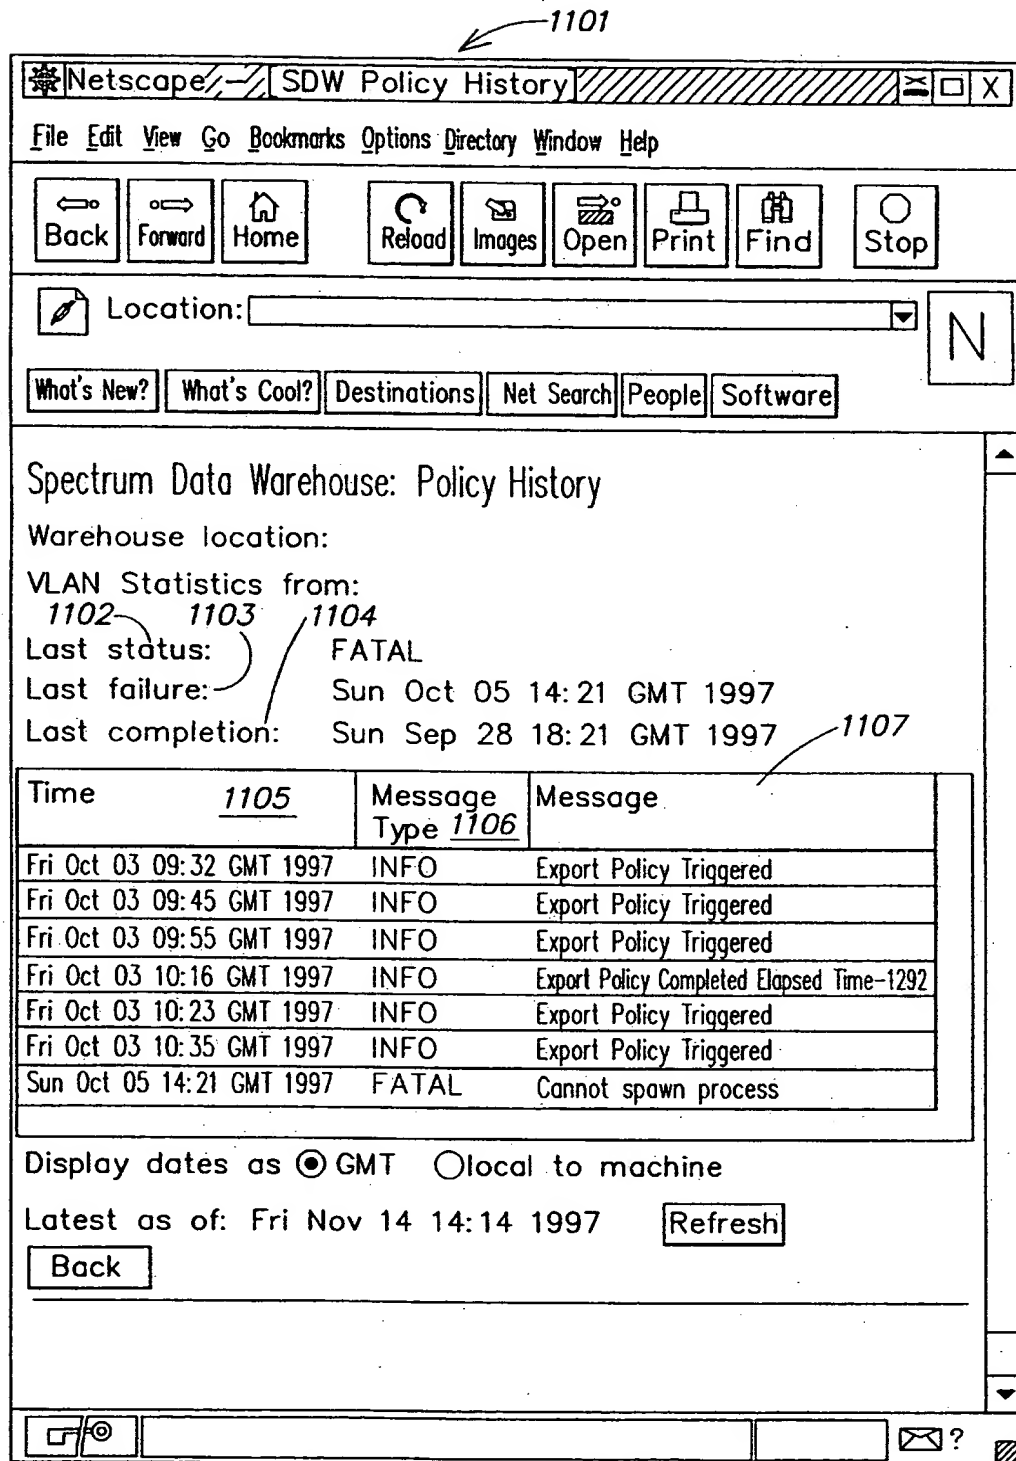 1101
Netscape - SDW Policy History X
File Edit View Go Bookmarks Options Directory Window Help
Back Forward Home Reload Images Open Print Find Stop
Location:
N
What's New? What's Cool? Destinations Net Search People Software
Spectrum Data Warehouse: Policy History
Warehouse location:
VLAN Statistics from:
1102 1103 1104
Last status: FATAL
Last failure: Sun Oct 05 14:21 GMT 1997
Last completion: Sun Sep 28 18:21 GMT 1997
1107
Time 1105 Message Type 1106 Message
Fri Oct 03 09:32 GMT 1997 INFO Export Policy Triggered
Fri Oct 03 09:45 GMT 1997 INFO Export Policy Triggered
Fri Oct 03 09:55 GMT 1997 INFO Export Policy Triggered
Fri Oct 03 10:16 GMT 1997 INFO Export Policy Completed Elapsed Time-1292
Fri Oct 03 10:23 GMT 1997 INFO Export Policy Triggered
Fri Oct 03 10:35 GMT 1997 INFO Export Policy Triggered
Sun Oct 05 14:21 GMT 1997 FATAL Cannot spawn process
Display dates as GMT local to machine
Latest as of: Fri Nov 14 14:14 1997 Refresh
Back
?